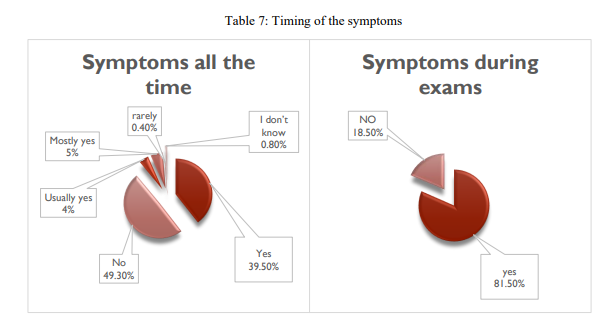 Table 7: Timing of the symptoms
Symptoms all the
time
rarely
0.40%
I don't
know
0.80%
Mostly yes
5%
Usually yes
4%
No
49.30%
Yes
39.50%
Symptoms during
exams
NO
18.50%
yes
81.50%